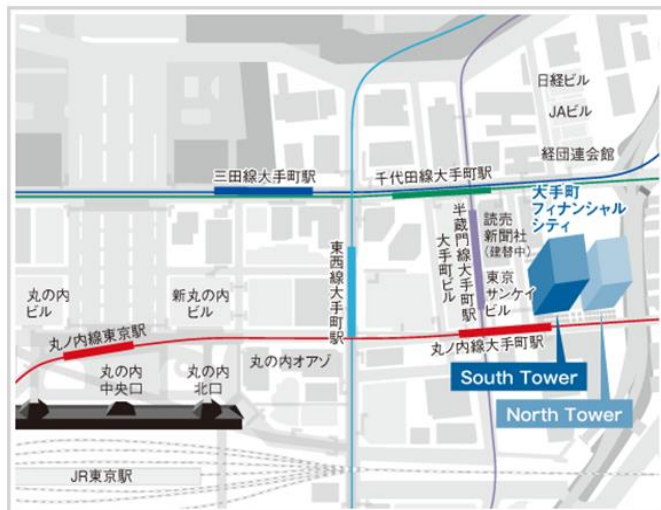 日経ビル
JAビル
経団連会館
三田線大手町駅
千代田線大手町駅
大手町
フィナンシャル
シティ
東西線大手町駅
大手町ビル
半蔵門線大手町駅
読売
新聞社
(建替中)
東京
サンケイ
ビル
丸の内
ビル
新丸の内
ビル
丸ノ内線東京駅
丸の内オアゾ
丸ノ内線大手町駅
丸の内
中央口
丸の内
北口
South Tower
North Tower
JR東京駅